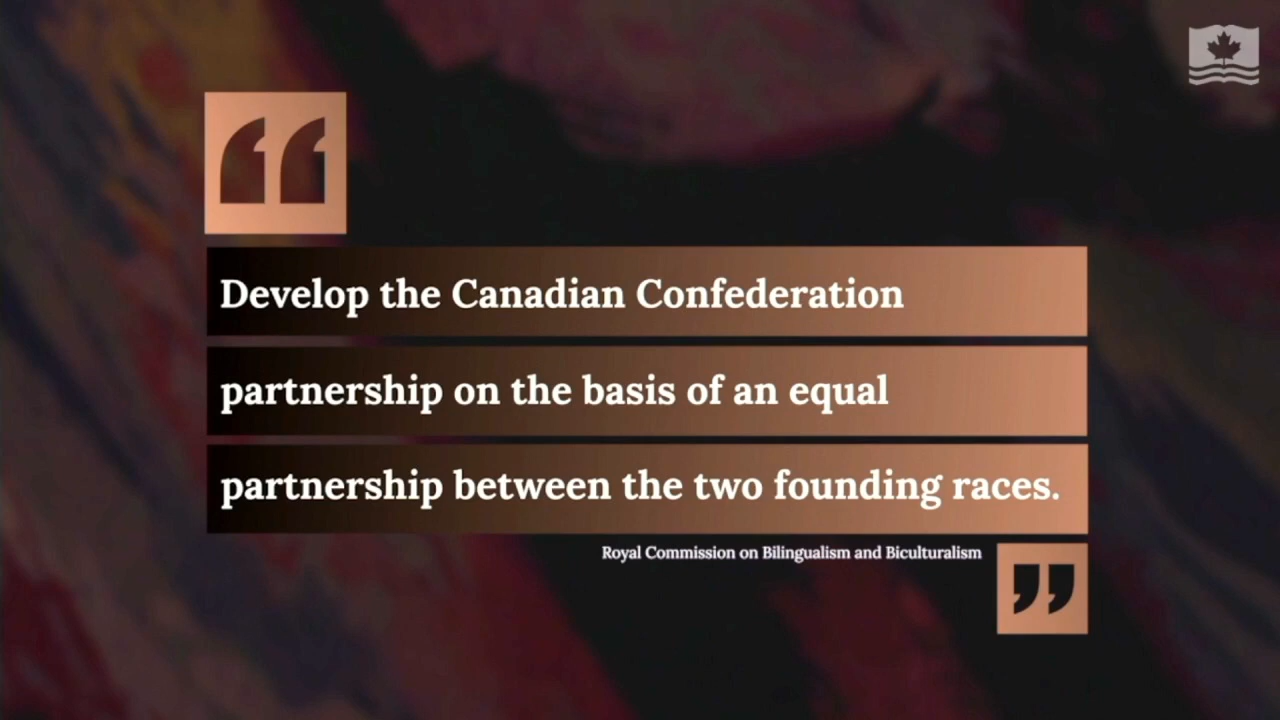 “
Develop the Canadian Confederation
partnership on the basis of an equal
partnership between the two founding races.
Royal Commission on Bilingualism and Biculturalism
”